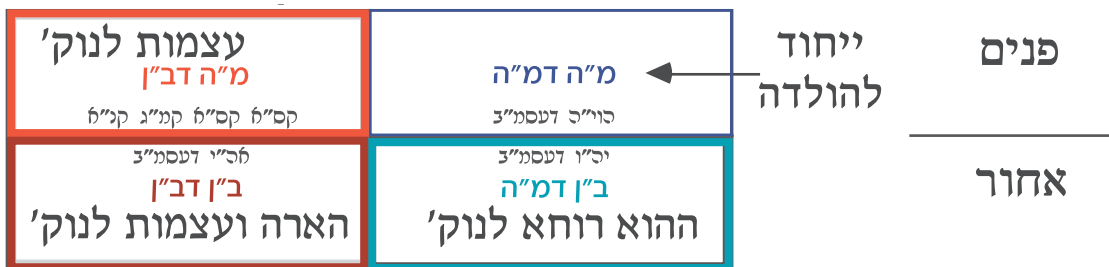 פנים
ייחוד
להולדה
מ״ה דמ״ה
הוי״ה דעסמ״ב
עצמות לנוק׳
מ״ה דב״ן
קס״א קס״א קמ״ג קנ״א
אחור
יה״ו דעסמ״ב
ב״ן דמ״ה
ההוא רוחא לנוק׳
אה״י דעסמ״ב
ב״ן דב״ן
הארה ועצמות לנוק׳